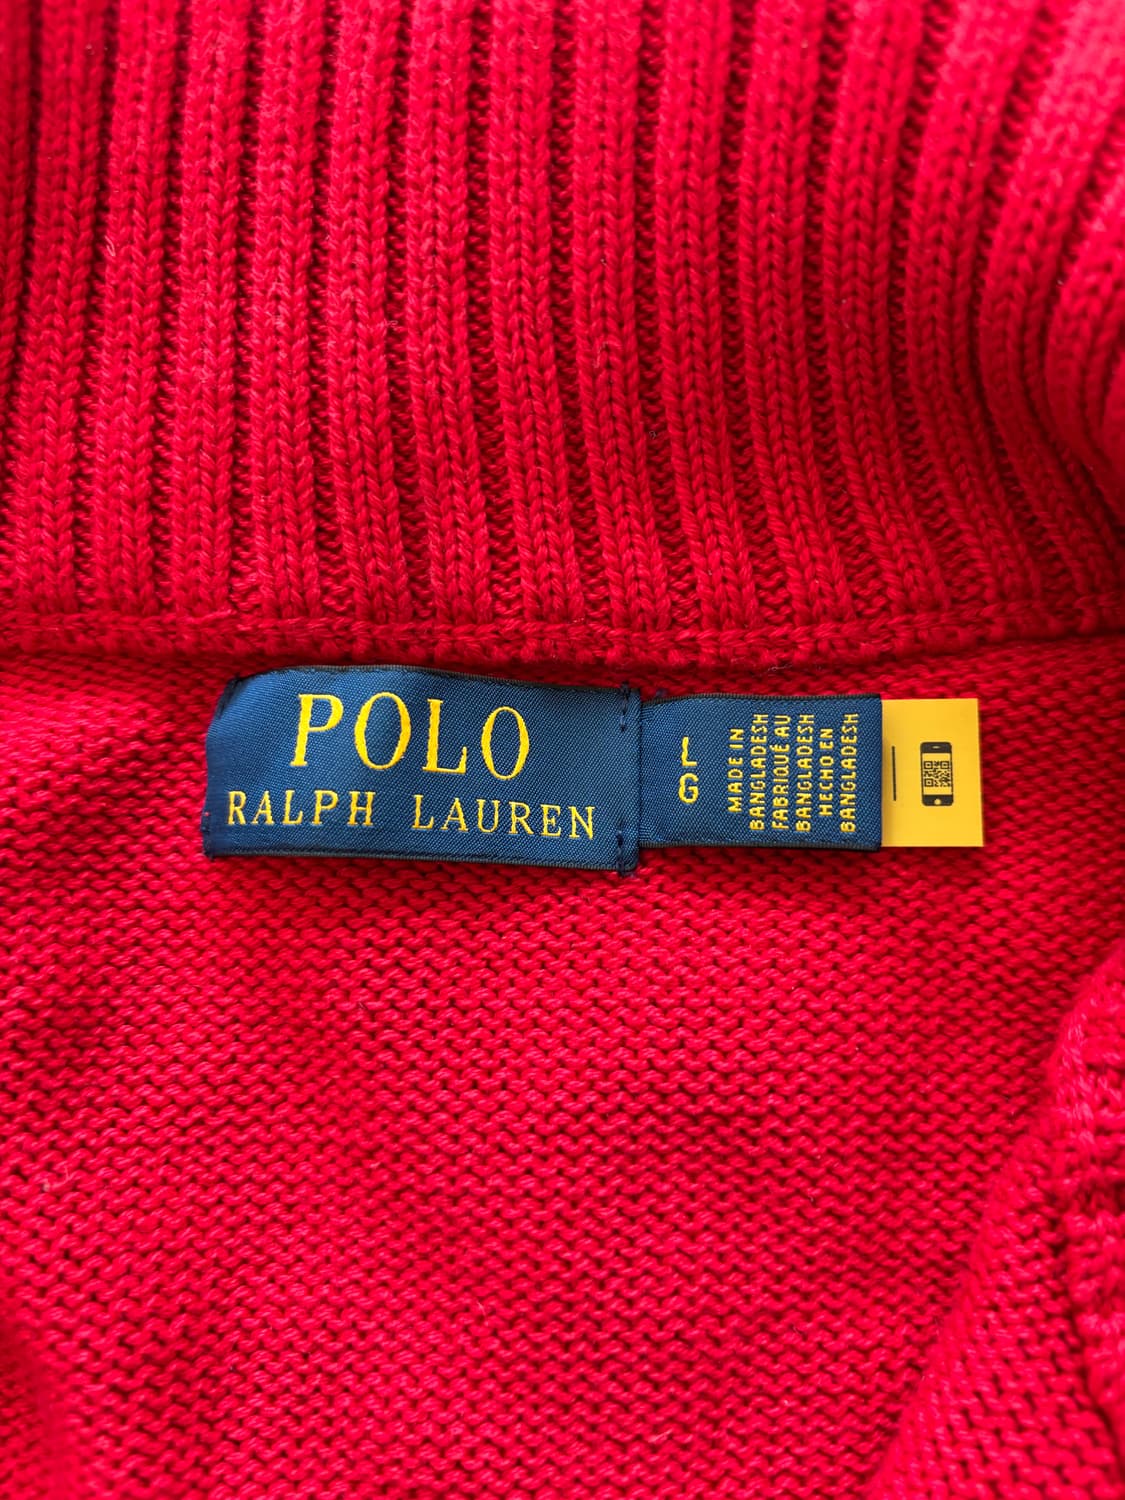 POLO
RALPH LAUREN
L
G
MADE IN
BANGLADESH
FABRIQUÉ AU
BANGLADESH
HECHO EN
BANGLADESH